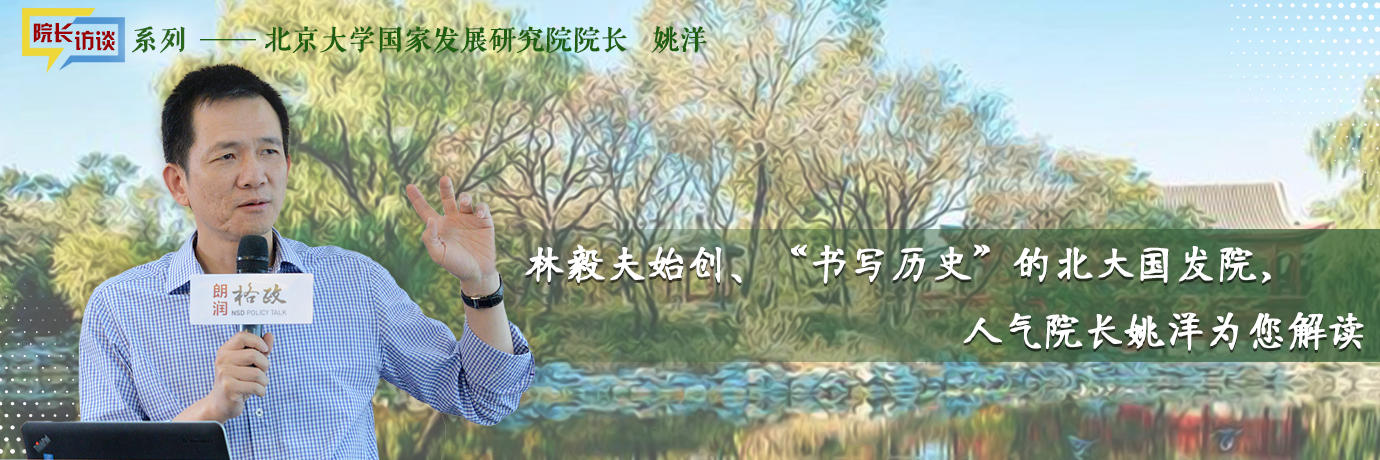 院长访谈 系列 —— 北京大学国家发展研究院院长 姚洋
朗润 格政
NSD POLICY TALK
林毅夫始创、“书写历史”的北大国发院，
人气院长姚洋为您解读